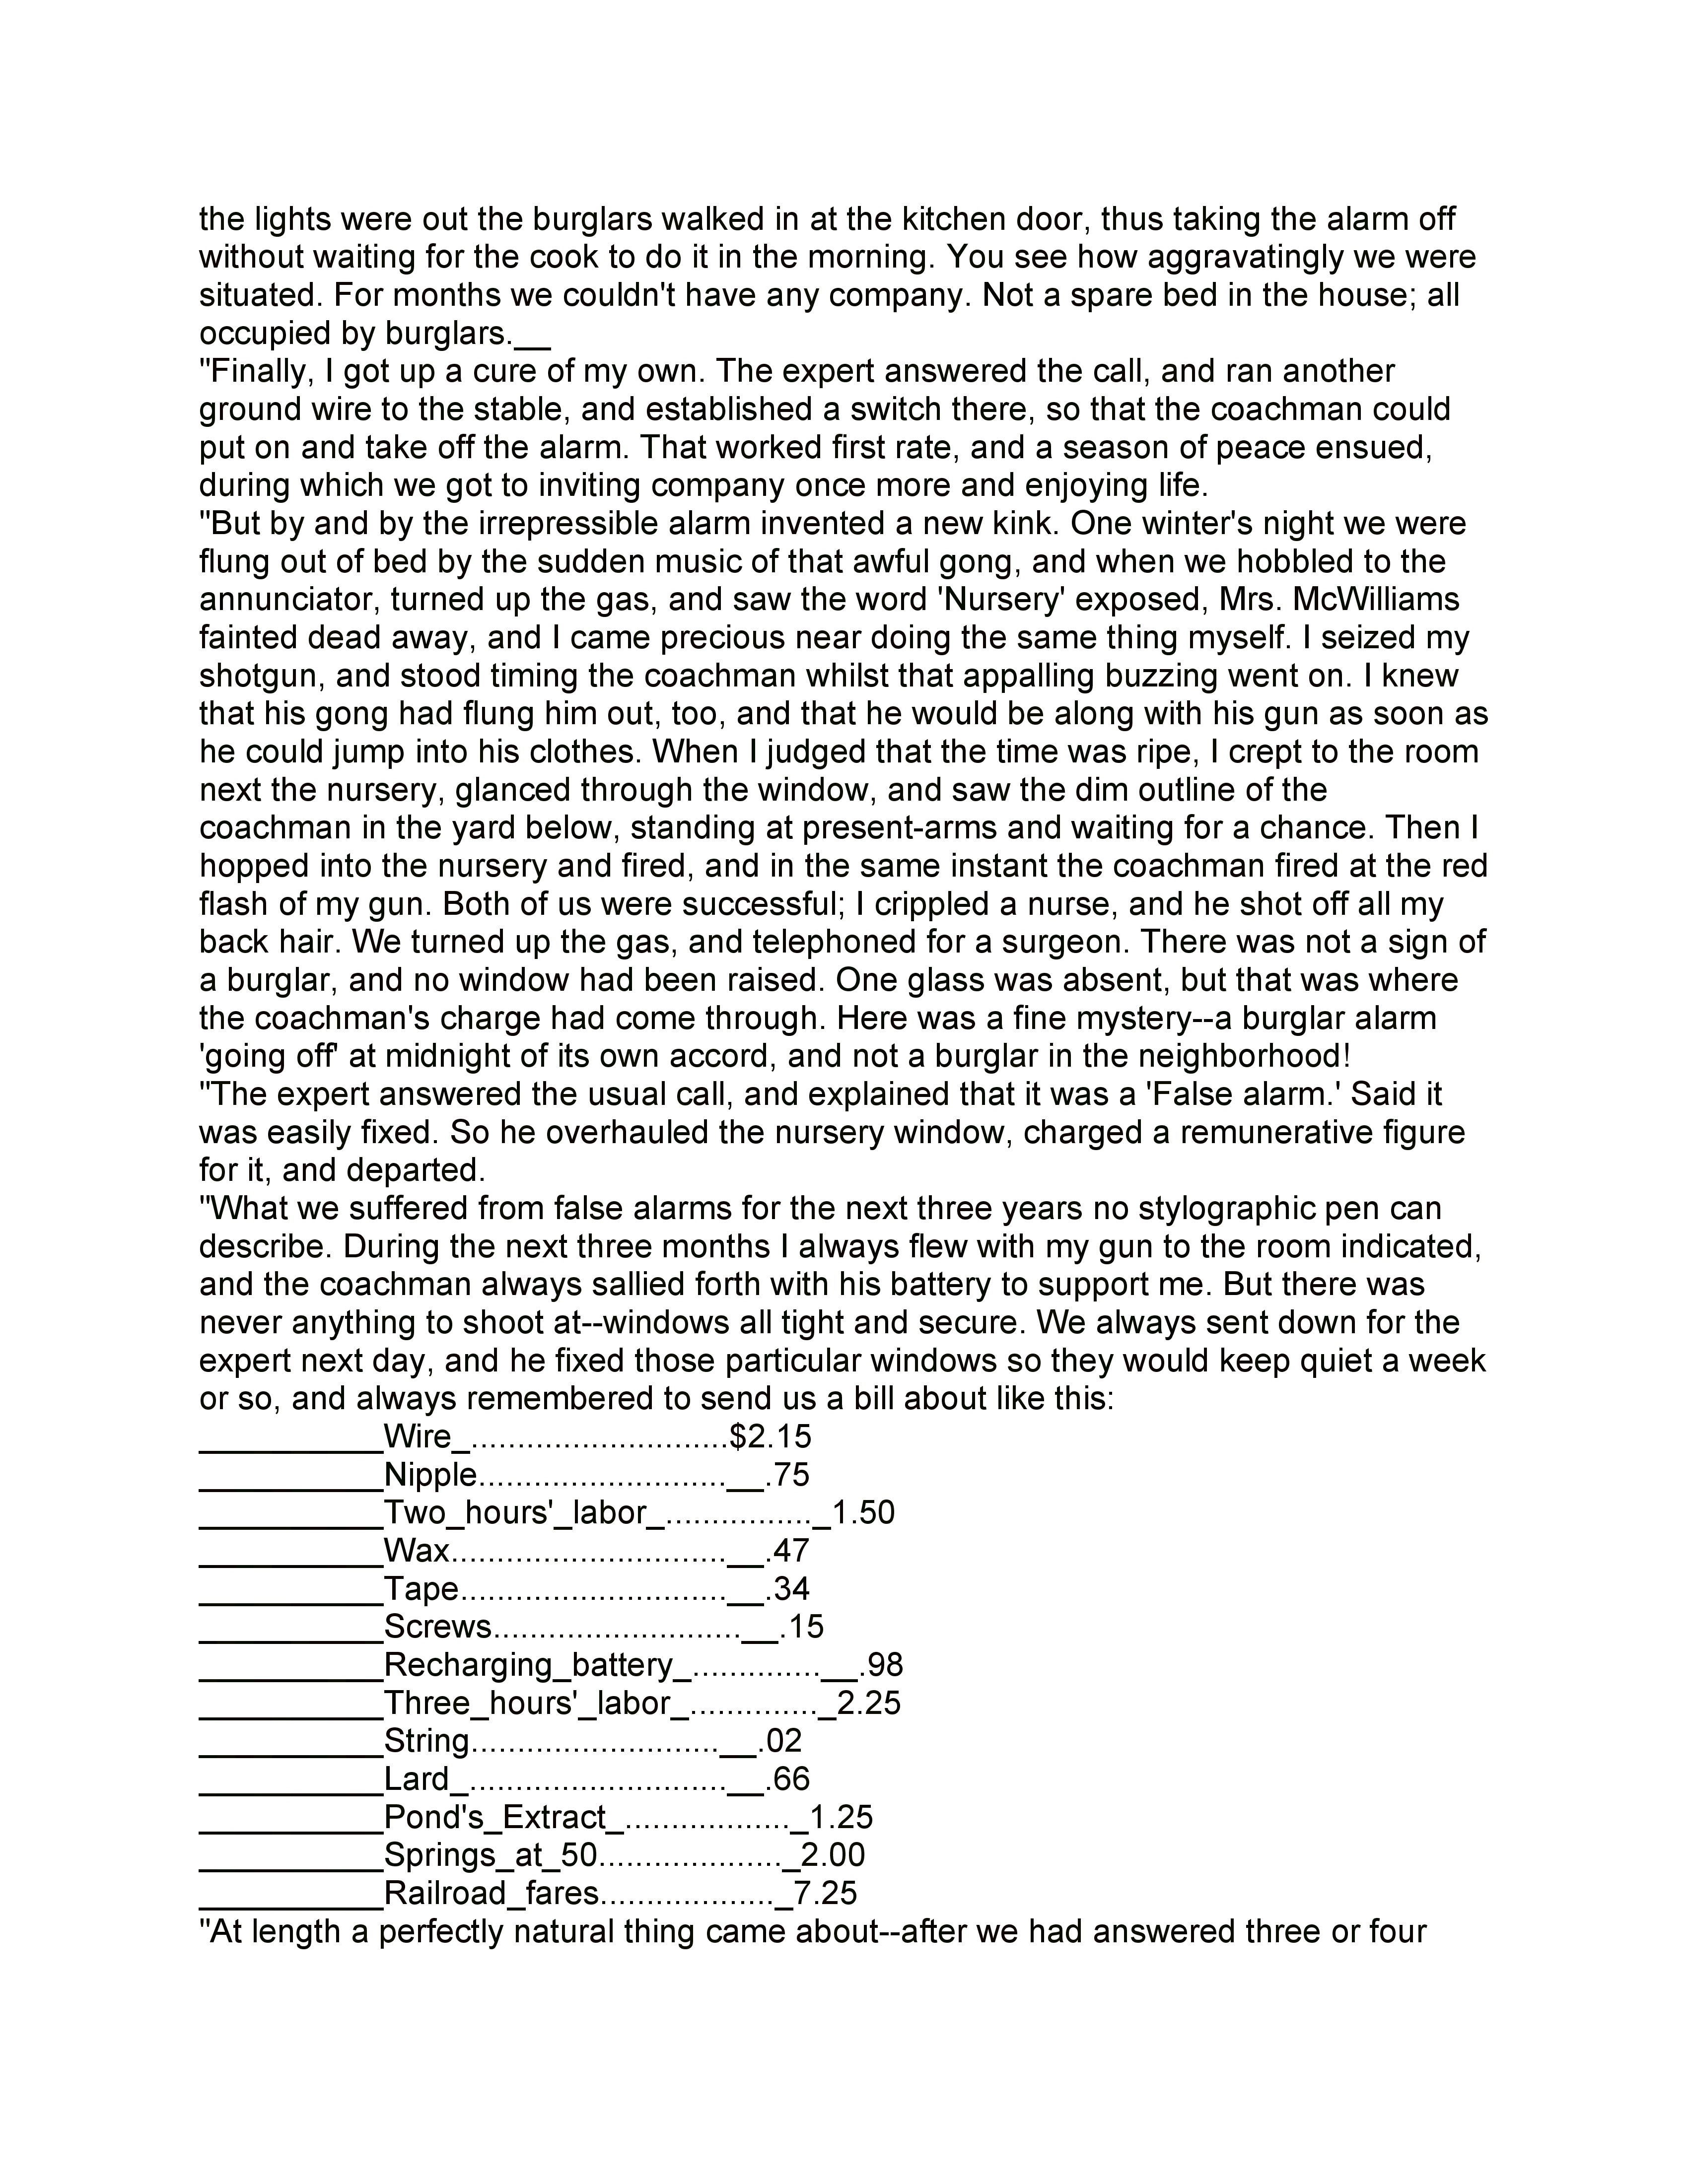 the lights were out the burglars walked in at the kitchen door, thus taking the alarm off
without waiting for the cook to do it in the morning. You see how aggravatingly we were
situated. For months we couldn't have any company. Not a spare bed in the house; all
occupied by burglars.__
"Finally, I got up a cure of my own. The expert answered the call, and ran another
ground wire to the stable, and established a switch there, so that the coachman could
put on and take off the alarm. That worked first rate, and a season of peace ensued,
during which we got to inviting company once more and enjoying life.
"But by and by the irrepressible alarm invented a new kink. One winter's night we were
flung out of bed by the sudden music of that awful gong, and when we hobbled to the
annunciator, turned up the gas, and saw the word 'Nursery' exposed, Mrs. McWilliams
fainted dead away, and I came precious near doing the same thing myself. I seized my
shotgun, and stood timing the coachman whilst that appalling buzzing went on. I knew
that his gong had flung him out, too, and that he would be along with his gun as soon as
he could jump into his clothes. When I judged that the time was ripe, I crept to the room
next the nursery, glanced through the window, and saw the dim outline of the
coachman in the yard below, standing at present-arms and waiting for a chance. Then I
hopped into the nursery and fired, and in the same instant the coachman fired at the red
flash of my gun. Both of us were successful; I crippled a nurse, and he shot off all my
back hair. We turned up the gas, and telephoned for a surgeon. There was not a sign of
a burglar, and no window had been raised. One glass was absent, but that was where
the coachman's charge had come through. Here was a fine mystery--a burglar alarm
'going off' at midnight of its own accord, and not a burglar in the neighborhood!
"The expert answered the usual call, and explained that it was a 'False alarm.' Said it
was easily fixed. So he overhauled the nursery window, charged a remunerative figure
for it, and departed.
"What we suffered from false alarms for the next three years no stylographic pen can
describe. During the next three months I always flew with my gun to the room indicated,
and the coachman always sallied forth with his battery to support me. But there was
never anything to shoot at--windows all tight and secure. We always sent down for the
expert next day, and he fixed those particular windows so they would keep quiet a week
or so, and always remembered to send us a bill about like this:
__________Wire_............................$2.15
__________Nipple...........................__.75
__________Two_hours'_labor_................_1.50
__________Wax..............................__.47
__________Tape.............................__.34
__________Screws...........................__.15
__________Recharging_battery_..............__.98
__________Three_hours'_labor_.............._2.25
__________String...........................__.02
__________Lard_............................__.66
__________Pond's_Extract_.................._1.25
__________Springs_at_50...................._2.00
__________Railroad_fares..................._7.25
"At length a perfectly natural thing came about--after we had answered three or four